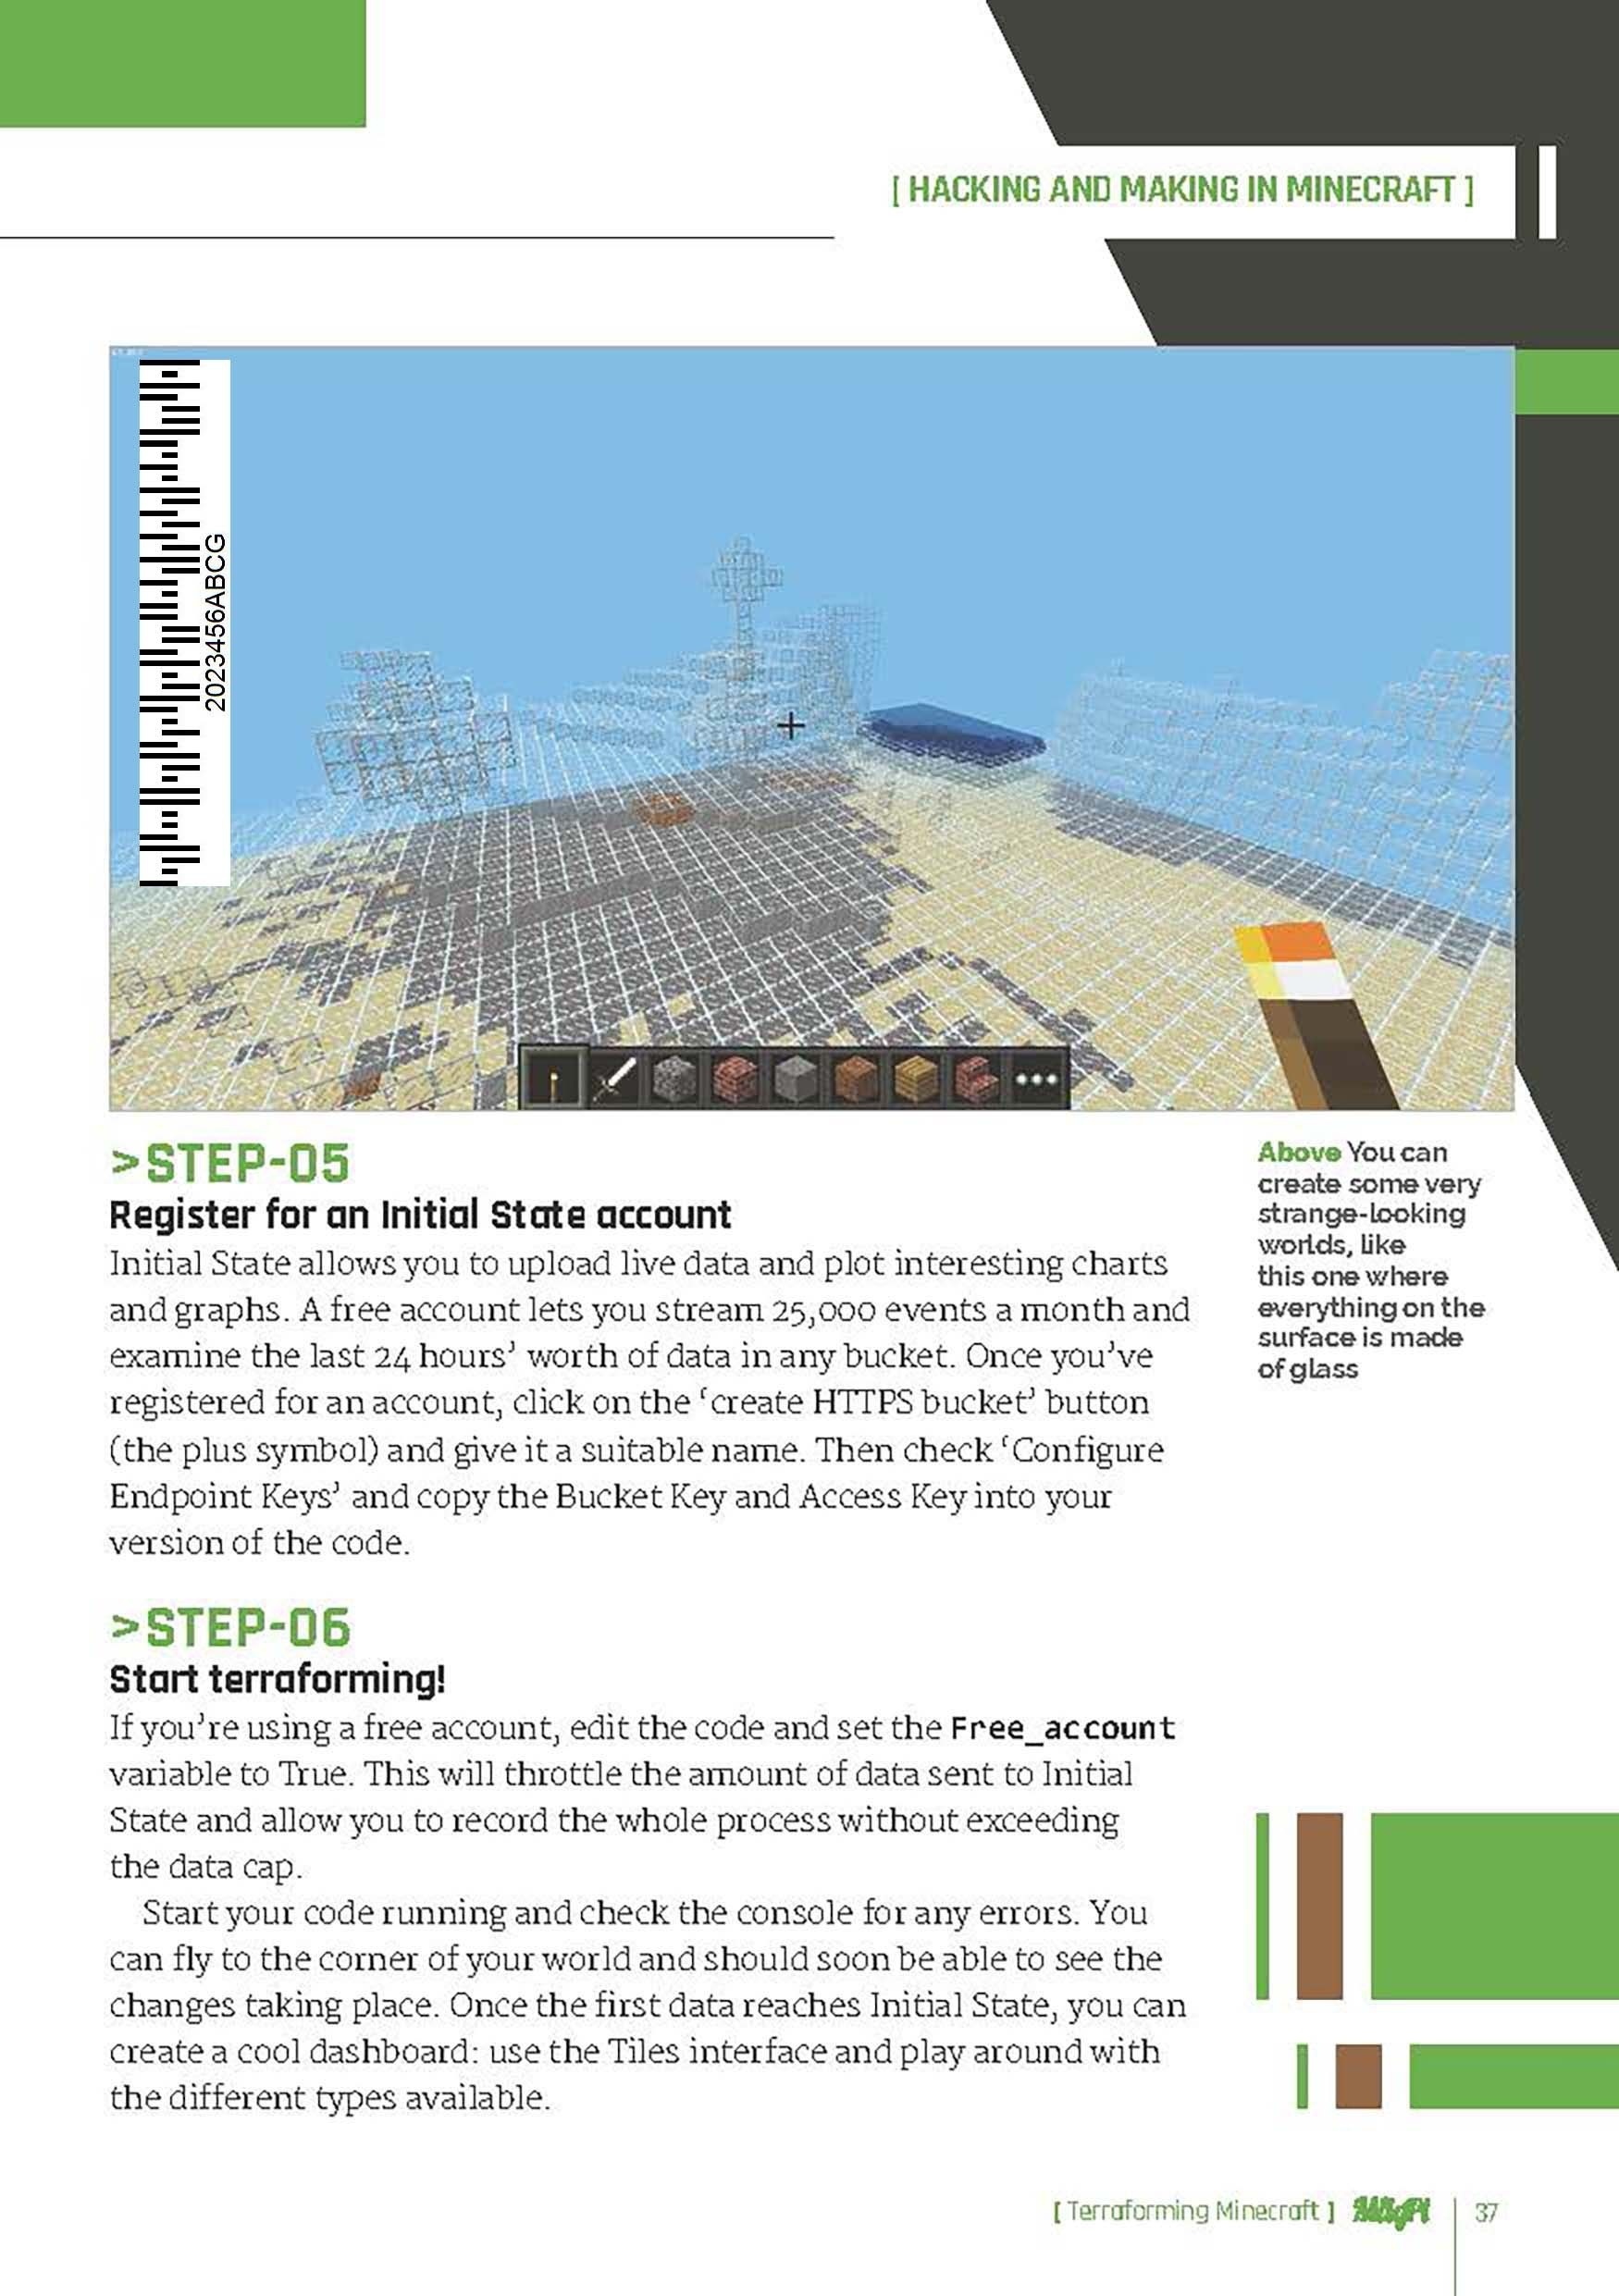 [ HACKING AND MAKING IN MINECRAFT ]
2023456ABCG
>STEP-05
Register for an Initial State account
Initial State allows you to upload live data and plot interesting charts
and graphs. A free account lets you stream 25,000 events a month and
examine the last 24 hours’ worth of data in any bucket. Once you’ve
registered for an account, click on the ‘create HTTPS bucket’ button
(the plus symbol) and give it a suitable name. Then check ‘Configure
Endpoint Keys’ and copy the Bucket Key and Access Key into your
version of the code.
Above You can
create some very
strange-looking
worlds, like
this one where
everything on the
surface is made
of glass
>STEP-06
Start terraforming!
If you’re using a free account, edit the code and set the Free_account
variable to True. This will throttle the amount of data sent to Initial
State and allow you to record the whole process without exceeding
the data cap.
Start your code running and check the console for any errors. You
can fly to the corner of your world and should soon be able to see the
changes taking place. Once the first data reaches Initial State, you can
create a cool dashboard: use the Tiles interface and play around with
the different types available.
[ Terraforming Minecraft ]
37